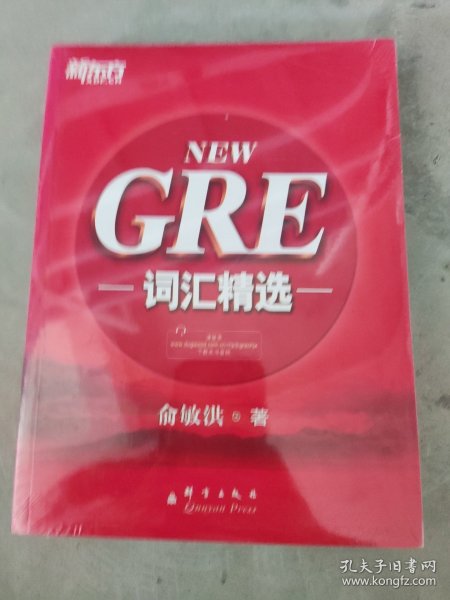 新东方
NEW
GRE
词汇精选
俞敏洪 著
群言出版社
Qunyan Press
孔夫子旧书网
www.kongfz.com